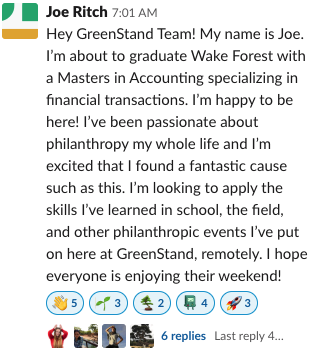 Joe Ritch 7:01 AM
Hey GreenStand Team! My name is Joe.
I'm about to graduate Wake Forest with
a Masters in Accounting specializing in
financial transactions. I'm happy to be
here! I've been passionate about
philanthropy my whole life and I'm
excited that I found a fantastic cause
such as this. I'm looking to apply the
skills I've learned in school, the field,
and other philanthropic events I've put
on here at GreenStand, remotely. I hope
everyone is enjoying their weekend!
5 3 2 4 3
6 replies Last reply 4...